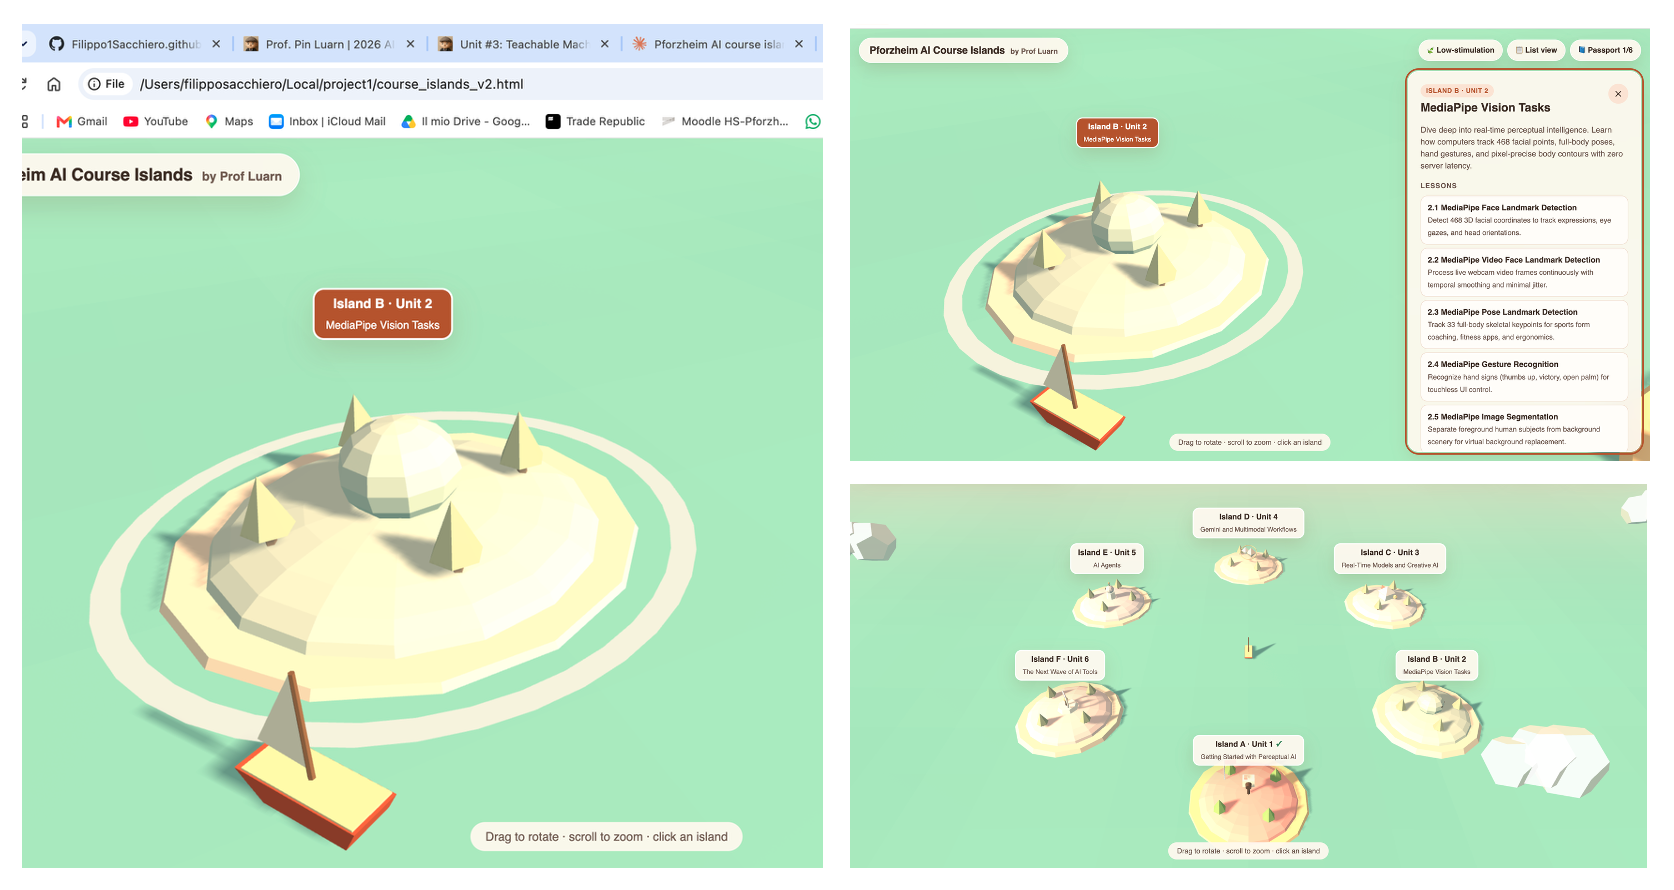 Filippo1Sacchiero.github
Prof. Pin Luarn | 2026 AI
Unit #3: Teachable Mach
Pforzheim AI course isla
File /Users/filipposacchiero/Local/project1/course_islands_v2.html
Gmail YouTube Maps Inbox | iCloud Mail Il mio Drive - Goog... Trade Republic Moodle HS-Pforzh...
eim AI Course Islands by Prof Luarn
Island B · Unit 2
MediaPipe Vision Tasks
Drag to rotate · scroll to zoom · click an island
Pforzheim AI Course Islands by Prof Luarn
Low-stimulation
List view
Passport 1/6
Island B · Unit 2
MediaPipe Vision Tasks
ISLAND B · UNIT 2
MediaPipe Vision Tasks
Dive deep into real-time perceptual intelligence. Learn
how computers track 468 facial points, full-body poses,
hand gestures, and pixel-precise body contours with zero
server latency.
LESSONS
2.1 MediaPipe Face Landmark Detection
Detect 468 3D facial coordinates to track expressions, eye
gazes, and head orientations.
2.2 MediaPipe Video Face Landmark Detection
Process live webcam video frames continuously with
temporal smoothing and minimal jitter.
2.3 MediaPipe Pose Landmark Detection
Track 33 full-body skeletal keypoints for sports form
coaching, fitness apps, and ergonomics.
2.4 MediaPipe Gesture Recognition
Recognize hand signs (thumbs up, victory, open palm) for
touchless UI control.
2.5 MediaPipe Image Segmentation
Separate foreground human subjects from background
scenery for virtual background replacement.
Drag to rotate · scroll to zoom · click an island
Island D · Unit 4
Gemini and Multimodal Workflows
Island E · Unit 5
AI Agents
Island C · Unit 3
Real-Time Models and Creative AI
Island F · Unit 6
The Next Wave of AI Tools
Island B · Unit 2
MediaPipe Vision Tasks
Island A · Unit 1 ✓
Getting Started with Perceptual AI
Drag to rotate · scroll to zoom · click an island